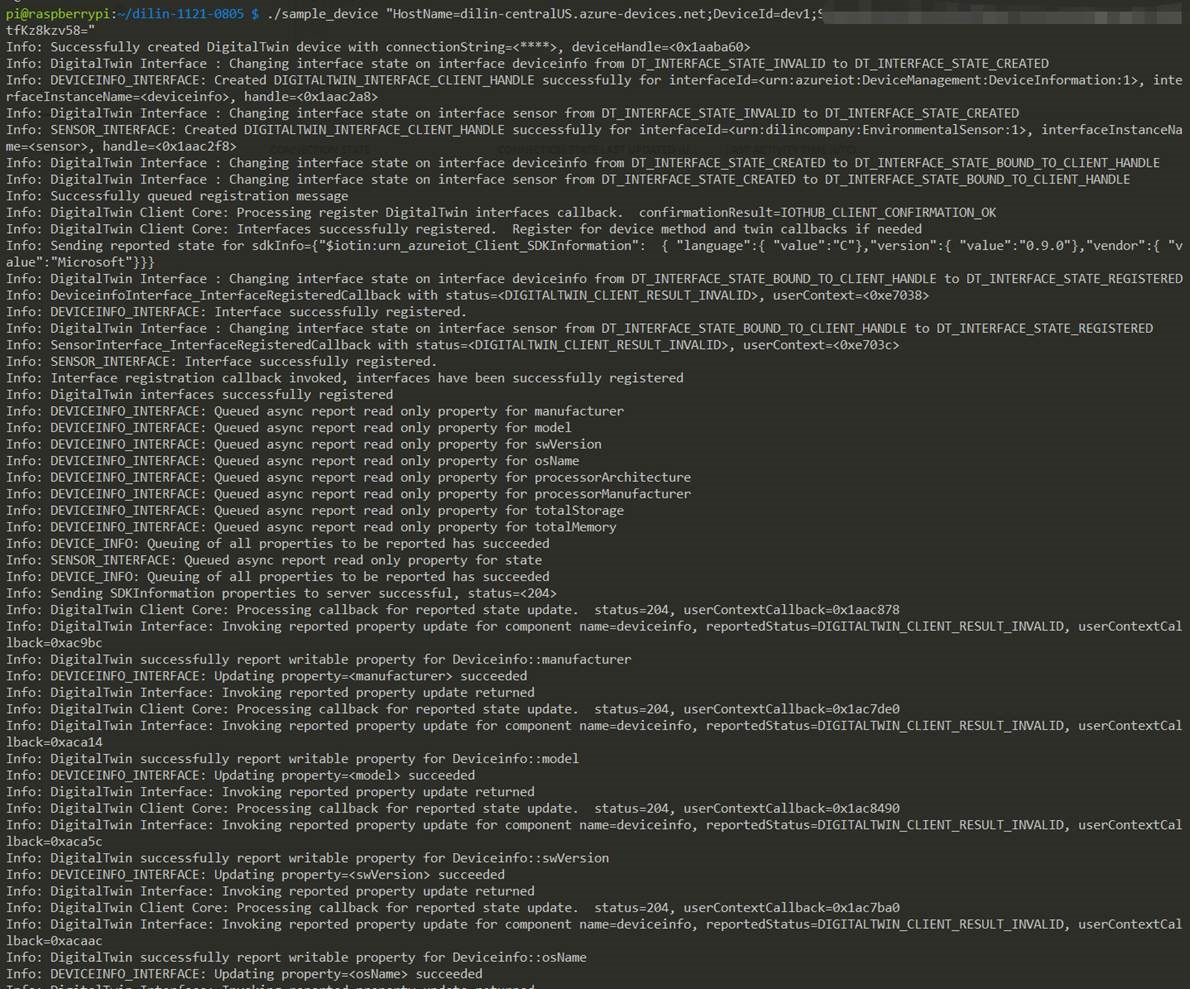 pi@raspberrypi:~/dilin-1121-0805 $ ./sample_device "HostName=dilin-centralUS.azure-devices.net;DeviceId=dev1;S
tfKz8kzv58="
Info: Successfully created DigitalTwin device with connectionString=<****>, deviceHandle=<0x1aaba60>
Info: DigitalTwin Interface : Changing interface state on interface deviceinfo from DT_INTERFACE_STATE_INVALID to DT_INTERFACE_STATE_CREATED
Info: DEVICEINFO_INTERFACE: Created DIGITALTWIN_INTERFACE_CLIENT_HANDLE successfully for interfaceId=<urn:azureiot:DeviceManagement:DeviceInformation:1>, inte
rfaceInstanceName=<deviceinfo>, handle=<0x1aac2a8>
Info: DigitalTwin Interface : Changing interface state on interface sensor from DT_INTERFACE_STATE_INVALID to DT_INTERFACE_STATE_CREATED
Info: SENSOR_INTERFACE: Created DIGITALTWIN_INTERFACE_CLIENT_HANDLE successfully for interfaceId=<urn:dilincompany:EnvironmentalSensor:1>, interfaceInstanceNa
me=<sensor>, handle=<0x1aac2f8>
Info: DigitalTwin Interface : Changing interface state on interface deviceinfo from DT_INTERFACE_STATE_CREATED to DT_INTERFACE_STATE_BOUND_TO_CLIENT_HANDLE
Info: DigitalTwin Interface : Changing interface state on interface sensor from DT_INTERFACE_STATE_CREATED to DT_INTERFACE_STATE_BOUND_TO_CLIENT_HANDLE
Info: Successfully queued registration message
Info: DigitalTwin Client Core: Processing register DigitalTwin interfaces callback.  confirmationResult=IOTHUB_CLIENT_CONFIRMATION_OK
Info: DigitalTwin Client Core: Interfaces successfully registered.  Register for device method and twin callbacks if needed
Info: Sending reported state for sdkInfo={"$iotin:urn_azureiot_Client_SDKInformation":  { "language":{ "value":"C"},"version":{ "value":"0.9.0"},"vendor":{ "v
alue":"Microsoft"}}}
Info: DigitalTwin Interface : Changing interface state on interface deviceinfo from DT_INTERFACE_STATE_BOUND_TO_CLIENT_HANDLE to DT_INTERFACE_STATE_REGISTERED
Info: DeviceinfoInterface_InterfaceRegisteredCallback with status=<DIGITALTWIN_CLIENT_RESULT_INVALID>, userContext=<0xe7038>
Info: DEVICEINFO_INTERFACE: Interface successfully registered.
Info: DigitalTwin Interface : Changing interface state on interface sensor from DT_INTERFACE_STATE_BOUND_TO_CLIENT_HANDLE to DT_INTERFACE_STATE_REGISTERED
Info: SensorInterface_InterfaceRegisteredCallback with status=<DIGITALTWIN_CLIENT_RESULT_INVALID>, userContext=<0xe703c>
Info: SENSOR_INTERFACE: Interface successfully registered.
Info: Interface registration callback invoked, interfaces have been successfully registered
Info: DigitalTwin interfaces successfully registered
Info: DEVICEINFO_INTERFACE: Queued async report read only property for manufacturer
Info: DEVICEINFO_INTERFACE: Queued async report read only property for model
Info: DEVICEINFO_INTERFACE: Queued async report read only property for swVersion
Info: DEVICEINFO_INTERFACE: Queued async report read only property for osName
Info: DEVICEINFO_INTERFACE: Queued async report read only property for processorArchitecture
Info: DEVICEINFO_INTERFACE: Queued async report read only property for processorManufacturer
Info: DEVICEINFO_INTERFACE: Queued async report read only property for totalStorage
Info: DEVICEINFO_INTERFACE: Queued async report read only property for totalMemory
Info: DEVICE_INFO: Queuing of all properties to be reported has succeeded
Info: SENSOR_INTERFACE: Queued async report read only property for state
Info: DEVICE_INFO: Queuing of all properties to be reported has succeeded
Info: Sending SDKInformation properties to server successful, status=<204>
Info: DigitalTwin Client Core: Processing callback for reported state update.  status=204, userContextCallback=0x1aac878
Info: DigitalTwin Interface: Invoking reported property update for component name=deviceinfo, reportedStatus=DIGITALTWIN_CLIENT_RESULT_INVALID, userContextCal
lback=0xac9bc
Info: DigitalTwin successfully report writable property for Deviceinfo::manufacturer
Info: DEVICEINFO_INTERFACE: Updating property=<manufacturer> succeeded
Info: DigitalTwin Interface: Invoking reported property update returned
Info: DigitalTwin Client Core: Processing callback for reported state update.  status=204, userContextCallback=0x1ac7de0
Info: DigitalTwin Interface: Invoking reported property update for component name=deviceinfo, reportedStatus=DIGITALTWIN_CLIENT_RESULT_INVALID, userContextCal
lback=0xaca14
Info: DigitalTwin successfully report writable property for Deviceinfo::model
Info: DEVICEINFO_INTERFACE: Updating property=<model> succeeded
Info: DigitalTwin Interface: Invoking reported property update returned
Info: DigitalTwin Client Core: Processing callback for reported state update.  status=204, userContextCallback=0x1ac8490
Info: DigitalTwin Interface: Invoking reported property update for component name=deviceinfo, reportedStatus=DIGITALTWIN_CLIENT_RESULT_INVALID, userContextCal
lback=0xaca5c
Info: DigitalTwin successfully report writable property for Deviceinfo::swVersion
Info: DEVICEINFO_INTERFACE: Updating property=<swVersion> succeeded
Info: DigitalTwin Interface: Invoking reported property update returned
Info: DigitalTwin Client Core: Processing callback for reported state update.  status=204, userContextCallback=0x1ac7ba0
Info: DigitalTwin Interface: Invoking reported property update for component name=deviceinfo, reportedStatus=DIGITALTWIN_CLIENT_RESULT_INVALID, userContextCal
lback=0xacaac
Info: DigitalTwin successfully report writable property for Deviceinfo::osName
Info: DEVICEINFO_INTERFACE: Updating property=<osName> succeeded
Info: DigitalTwin Interface: Invoking reported property update returned